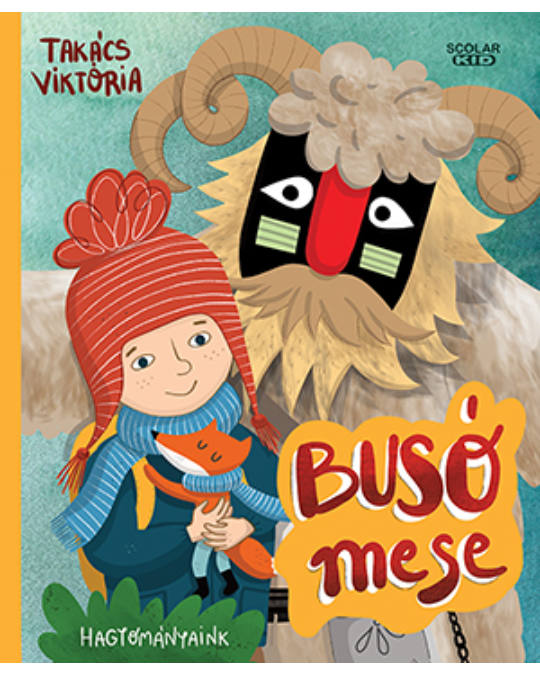 TAKÁCS
VIKTÓRIA
SCOLAR
KID
BUSÓ
mese
HAGYOMÁNYAINK